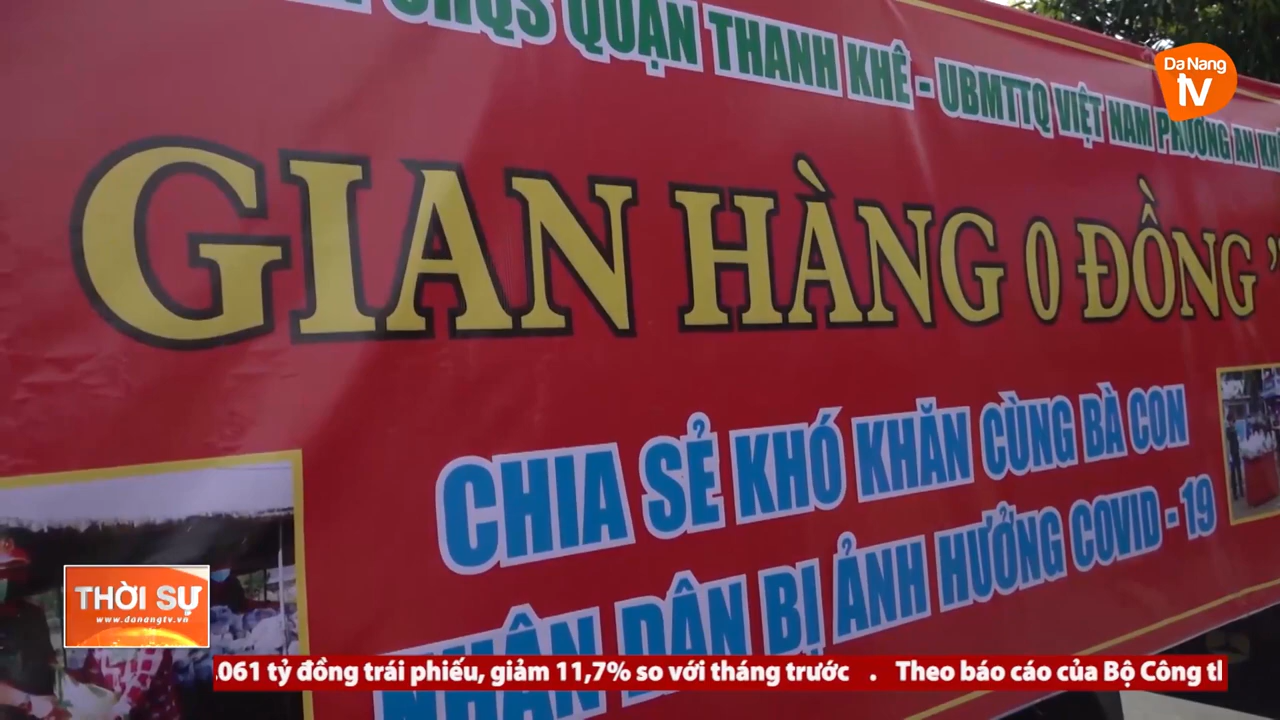 CHQS QUẬN THANH KHÊ - UBMTTQ VIỆT NAM PHƯỜNG AN KHÊ
Da Nang
tv
GIAN HÀNG 0 ĐỒNG"
CHIA SẺ KHÓ KHĂN CÙNG BÀ CON
NHÂN DÂN BỊ ẢNH HƯỞNG COVID - 19
THỜI SỰ
www.danangtv.vn
.061 tỷ đồng trái phiếu, giảm 11,7% so với tháng trước . Theo báo cáo của Bộ Công